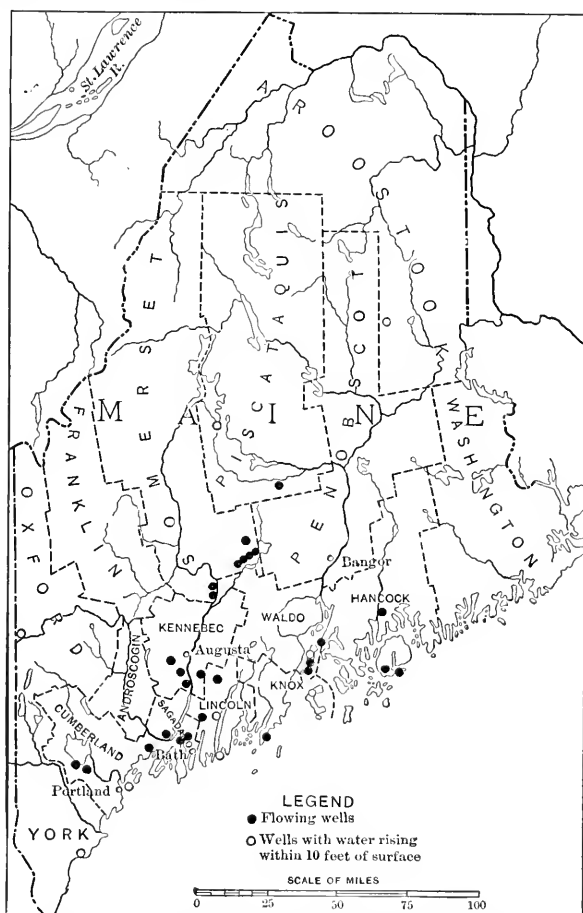 St. Lawrence
R.
AROOSTOOK
PISCATAQUIS
PENOBSCOT
SOMERSET
MAINE
FRANKLIN
WASHINGTON
OXFORD
Bangor
HANCOCK
KENNEBEC
WALDO
Augusta
ANDROSCOGIN
KNOX
LINCOLN
SAGADAHOC
CUMBERLAND
Bath
Portland
YORK
LEGEND
Flowing wells
Wells with water rising
within 10 feet of surface
SCALE OF MILES
0 25 50 75 100